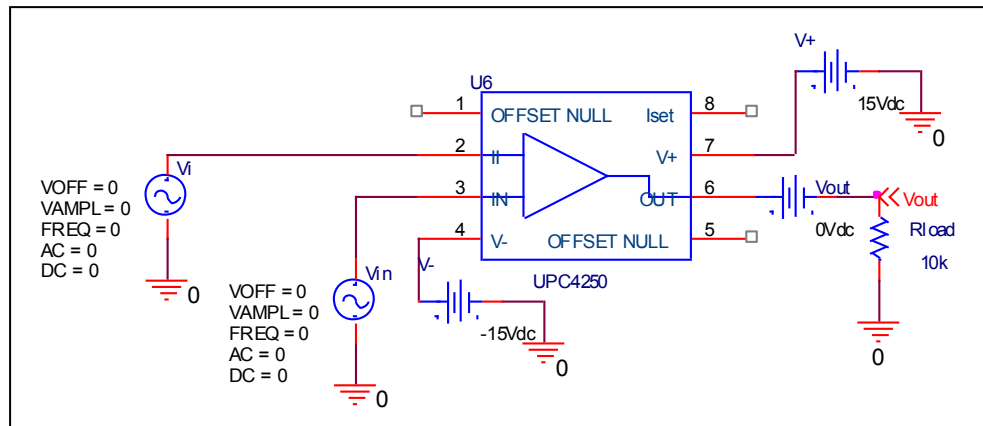 V+
U6
1
OFFSET NULL
Iset
8
15Vdc
0
2
II
V+
7
Vi
VOFF = 0
VAMPL = 0
FREQ = 0
AC = 0
DC = 0
0
3
IN
OUT
6
Vout
Vout
0Vdc
Rload
10k
0
4
V-
OFFSET NULL
5
UPC4250
V-
-15Vdc
0
Vin
VOFF = 0
VAMPL = 0
FREQ = 0
AC = 0
DC = 0
0